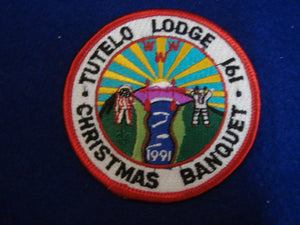 TUTELO LODGE 161
WWW
1991
CHRISTMAS BANQUET